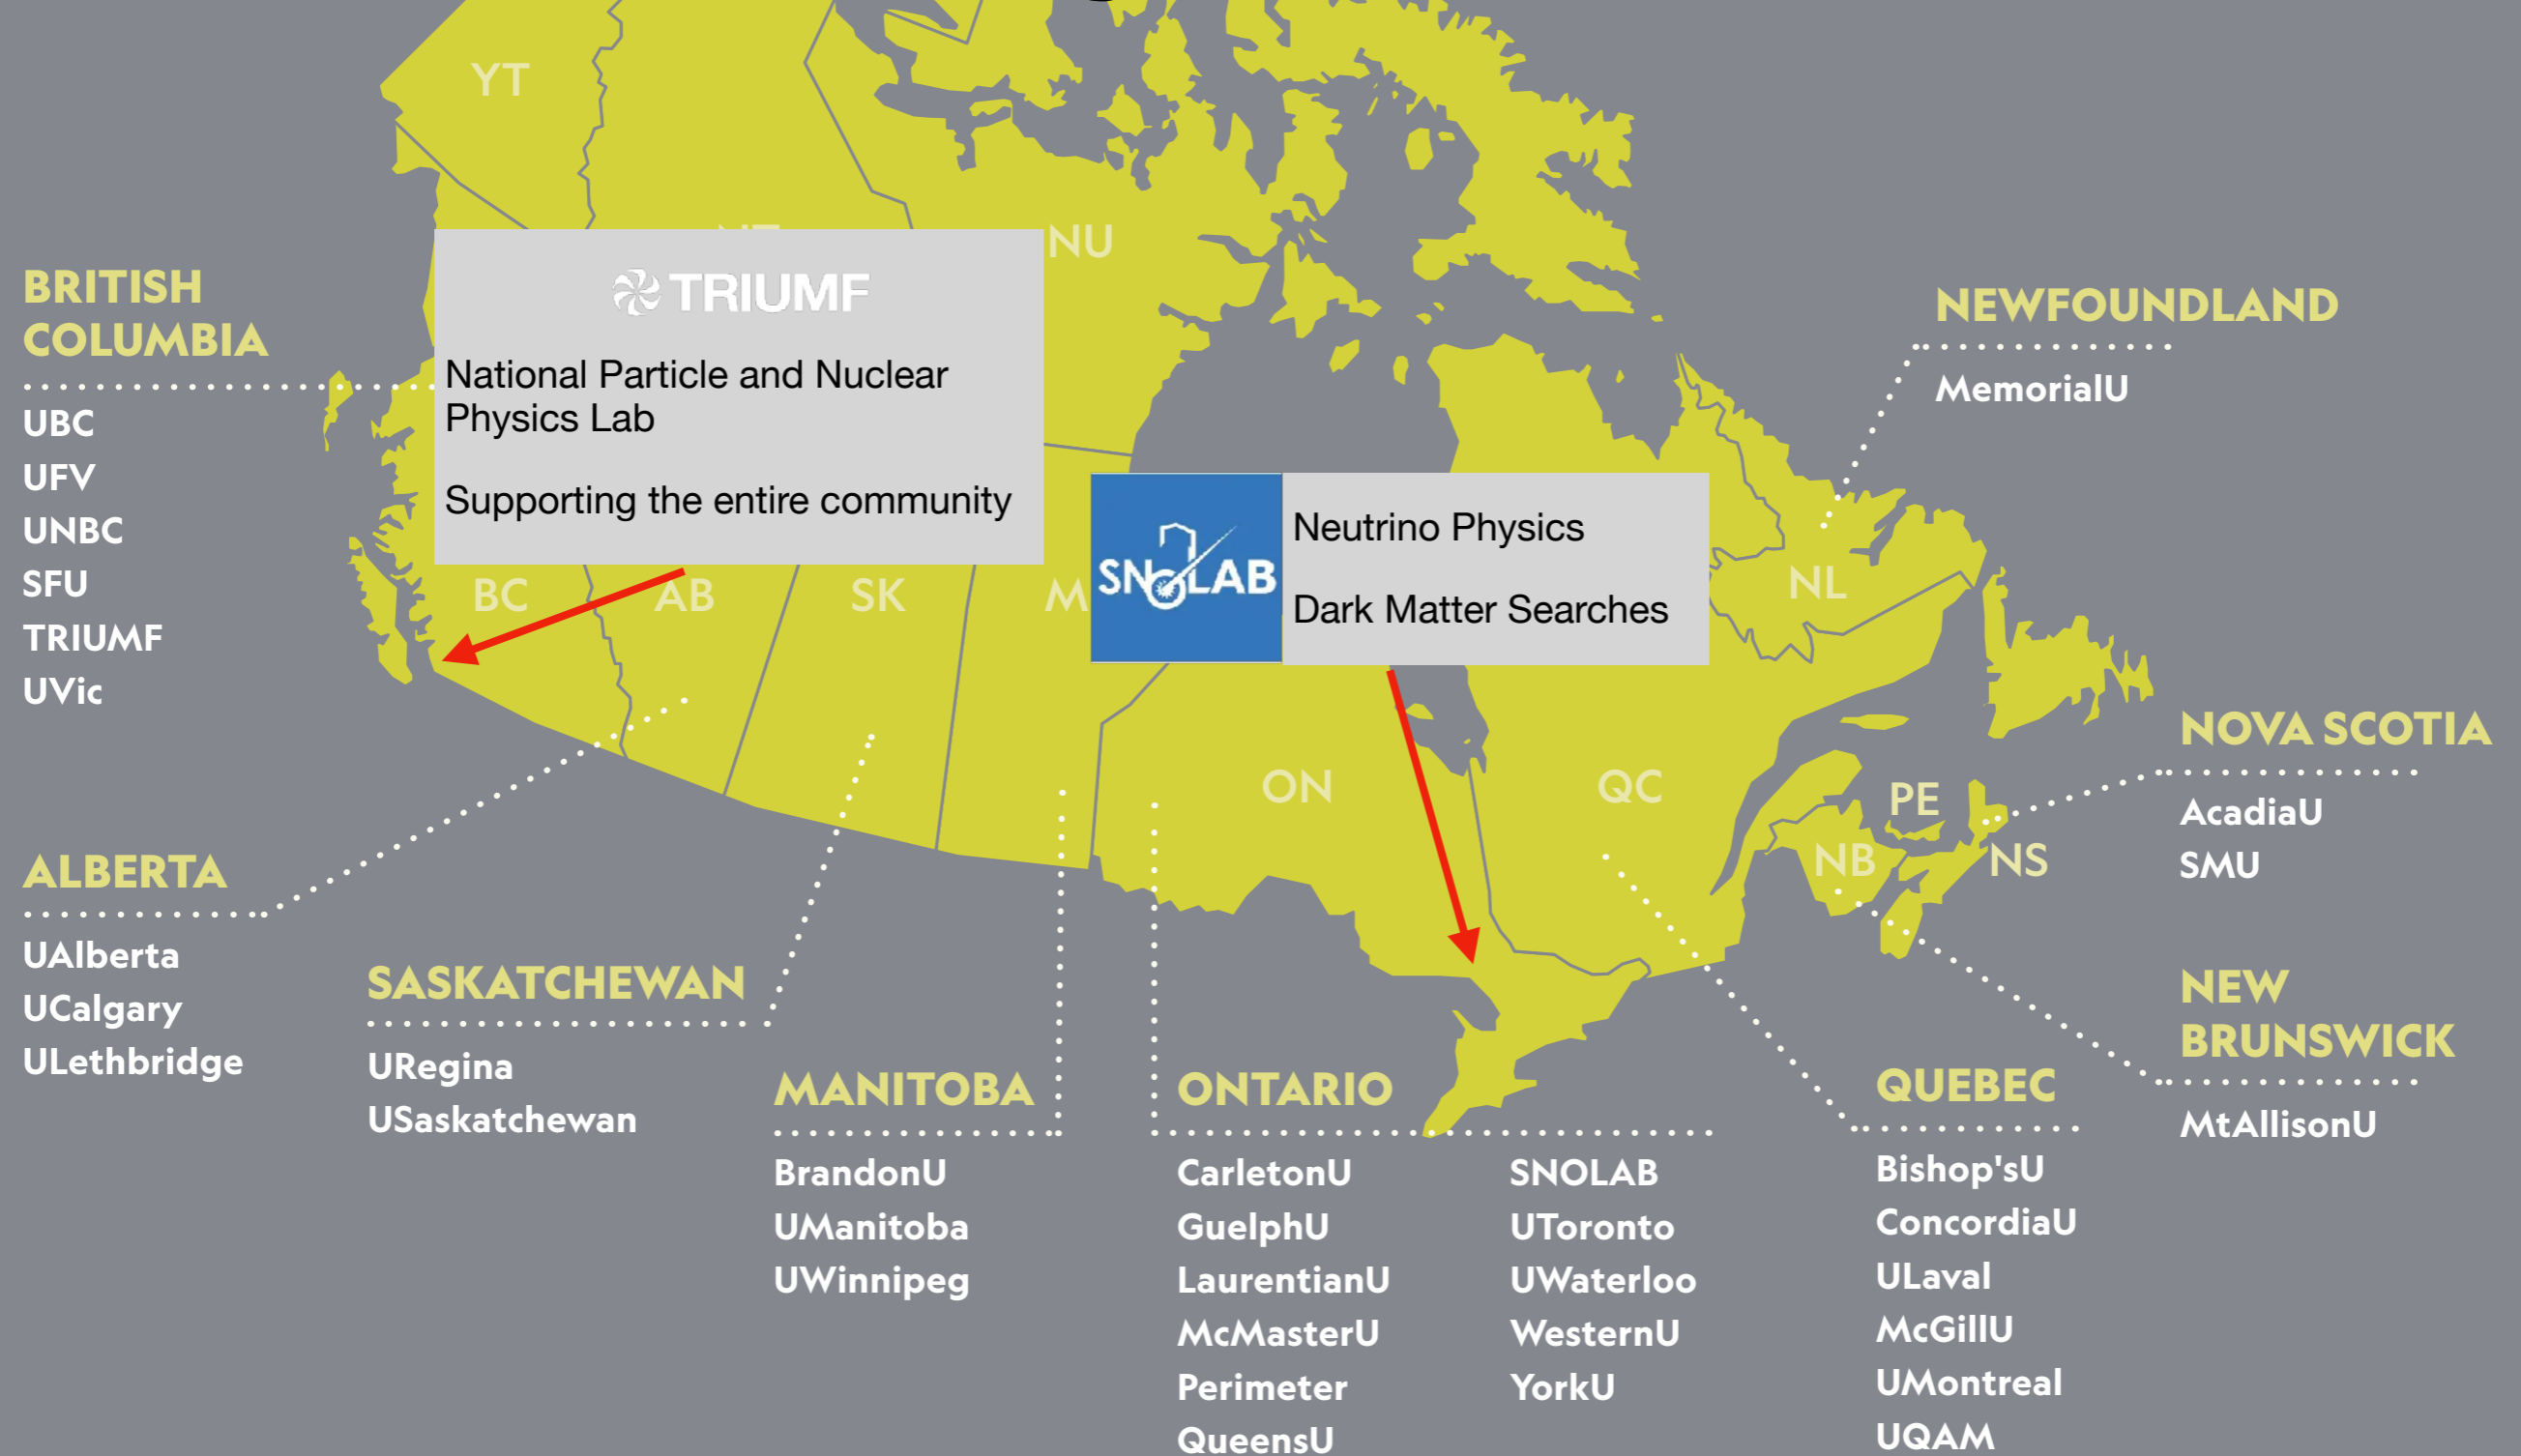 YT
NU
TRIUMF
National Particle and Nuclear
Physics Lab
Supporting the entire community
BRITISH
COLUMBIA
UBC
UFV
UNBC
SFU
TRIUMF
UVic
NEWFOUNDLAND
MemorialU
SNOLAB
Neutrino Physics
Dark Matter Searches
BC
AB
SK
M
NL
ON
QC
PE
NB
NS
NOVA SCOTIA
AcadiaU
SMU
ALBERTA
UAlberta
UCalgary
ULethbridge
SASKATCHEWAN
URegina
USaskatchewan
MANITOBA
BrandonU
UManitoba
UWinnipeg
ONTARIO
CarletonU
GuelphU
LaurentianU
McMasterU
Perimeter
QueensU
SNOLAB
UToronto
UWaterloo
WesternU
YorkU
QUEBEC
Bishop'sU
ConcordiaU
ULaval
McGillU
UMontreal
UQAM
NEW
BRUNSWICK
MtAllisonU